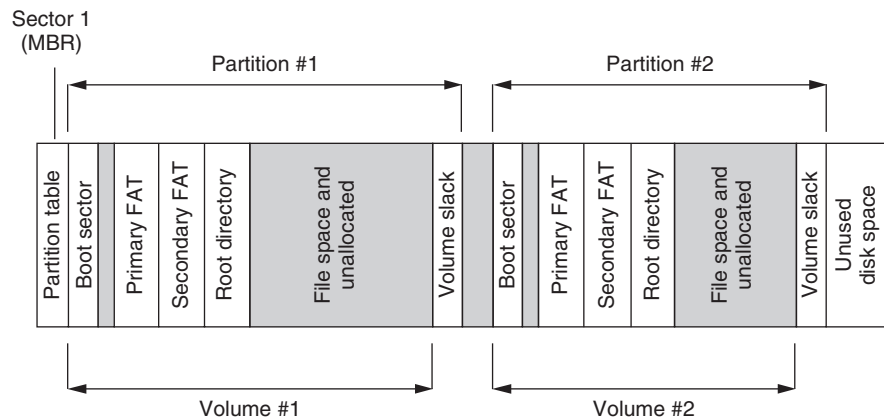 Sector 1
(MBR)
Partition #1
Partition #2
Partition table
Boot sector
Primary FAT
Secondary FAT
Root directory
File space and
unallocated
Volume slack
Boot sector
Primary FAT
Secondary FAT
Root directory
File space and
unallocated
Volume slack
Unused
disk space
Volume #1
Volume #2